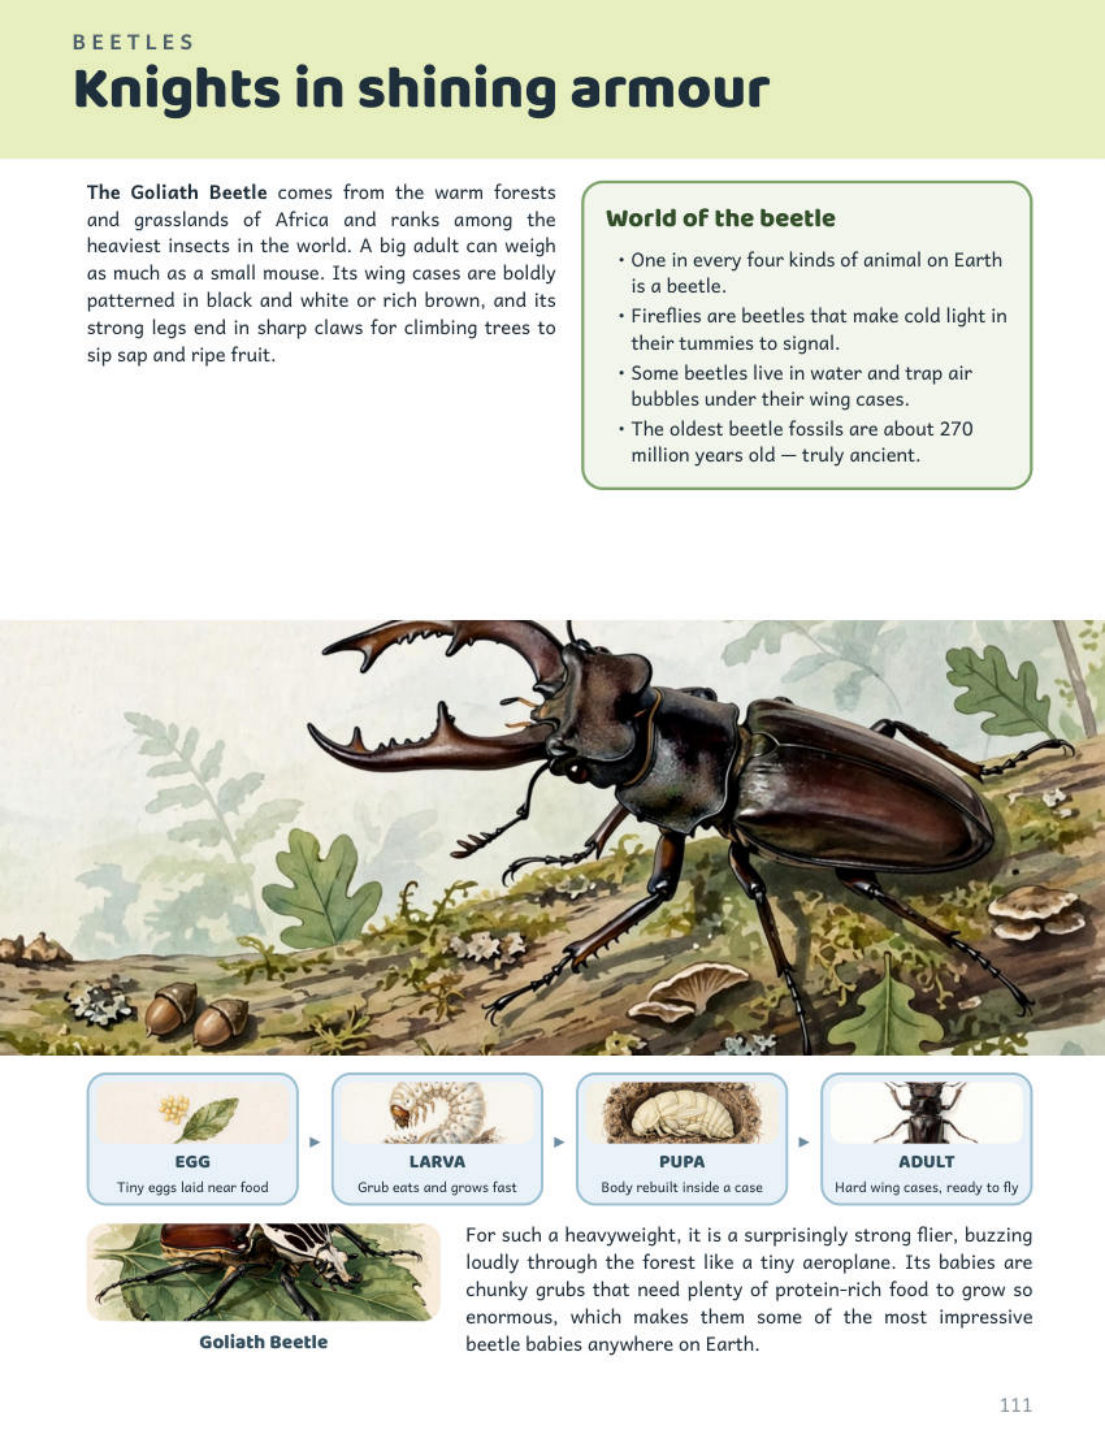 BEETLES
Knights in shining armour
The Goliath Beetle comes from the warm forests
and grasslands of Africa and ranks among the
heaviest insects in the world. A big adult can weigh
as much as a small mouse. Its wing cases are boldly
patterned in black and white or rich brown, and its
strong legs end in sharp claws for climbing trees to
sip sap and ripe fruit.
World of the beetle
• One in every four kinds of animal on Earth
is a beetle.
• Fireflies are beetles that make cold light in
their tummies to signal.
• Some beetles live in water and trap air
bubbles under their wing cases.
• The oldest beetle fossils are about 270
million years old — truly ancient.
EGG
Tiny eggs laid near food
LARVA
Grub eats and grows fast
PUPA
Body rebuilt inside a case
ADULT
Hard wing cases, ready to fly
Goliath Beetle
For such a heavyweight, it is a surprisingly strong flier, buzzing
loudly through the forest like a tiny aeroplane. Its babies are
chunky grubs that need plenty of protein-rich food to grow so
enormous, which makes them some of the most impressive
beetle babies anywhere on Earth.
111